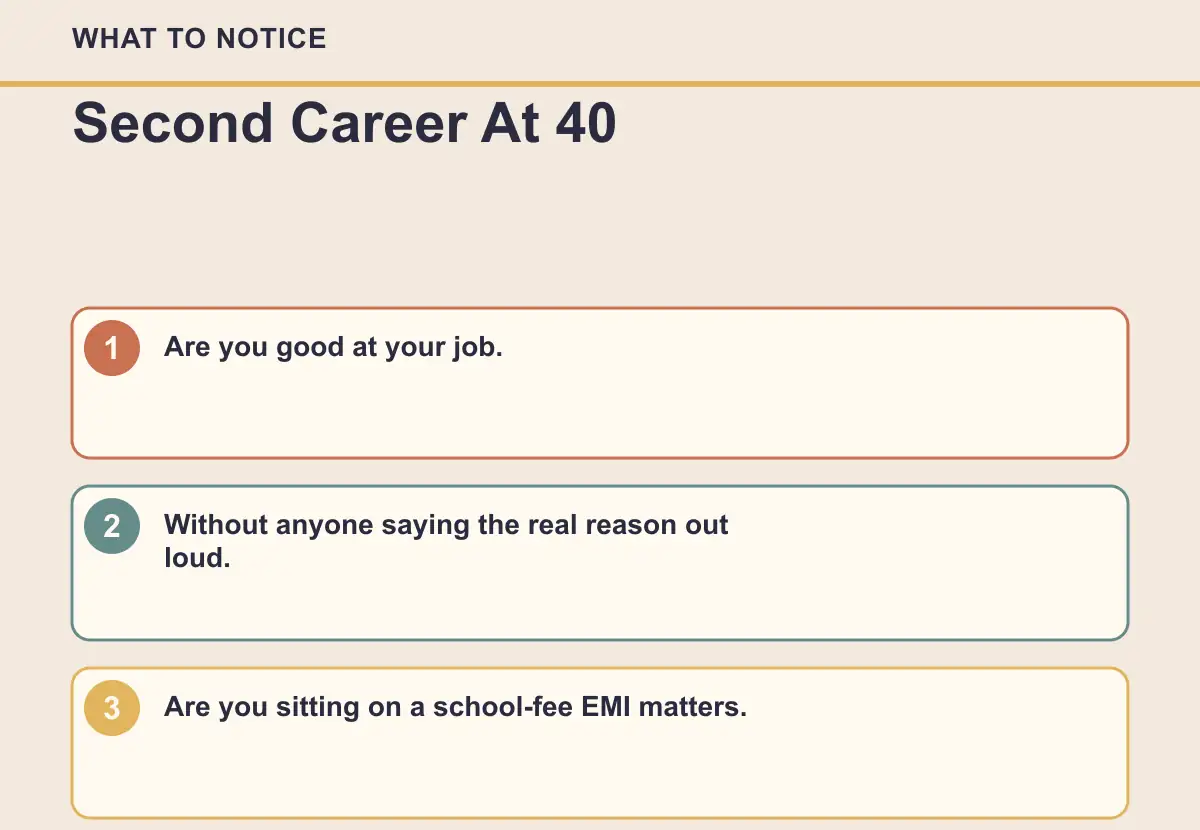 WHAT TO NOTICE
Second Career At 40
1
Are you good at your job.
2
Without anyone saying the real reason out
loud.
3
Are you sitting on a school-fee EMI matters.